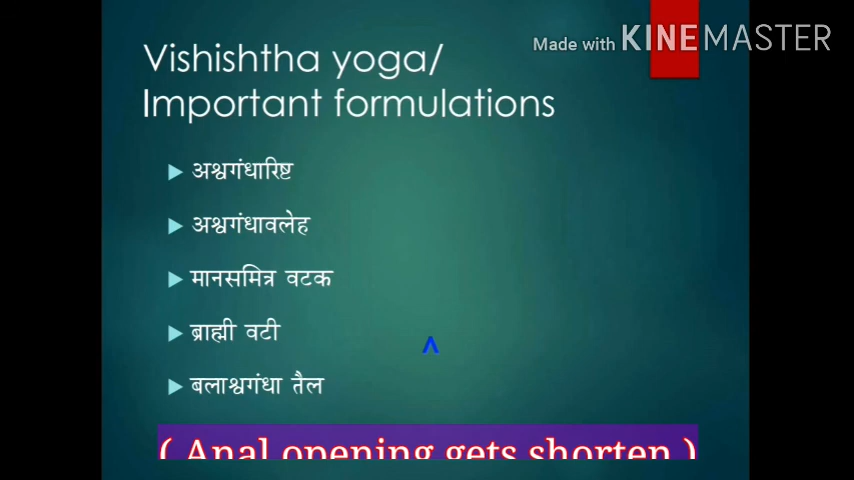 Made with KINEMASTER
Vishishtha yoga/
Important formulations
अश्वगंधारिष्ट
अश्वगंधावलेह
मानसमित्र वटक
ब्राह्मी वटी
^
बलाश्वगंधा तैल
( Anal opening gets shorten )